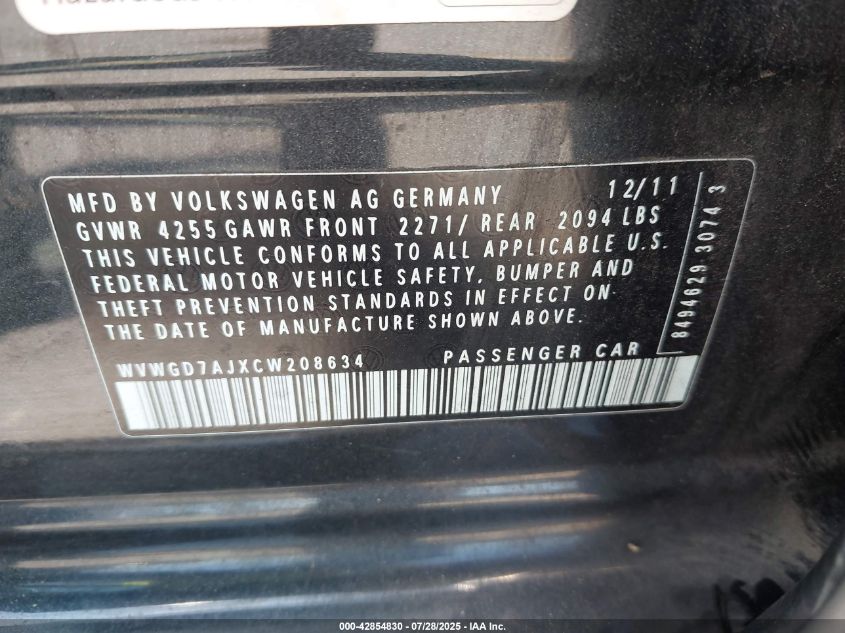 MFD BY VOLKSWAGEN AG GERMANY 12/11
GVWR 4255 GAWR FRONT 2271/ REAR 2094 LBS
THIS VEHICLE CONFORMS TO ALL APPLICABLE U.S.
FEDERAL MOTOR VEHICLE SAFETY, BUMPER AND
THEFT PREVENTION STANDARDS IN EFFECT ON
THE DATE OF MANUFACTURE SHOWN ABOVE.
WVWGD7AJXCW208634 PASSENGER CAR
8494629 3074 3
000-42854830 / 07/28/2025 - IAA Inc.